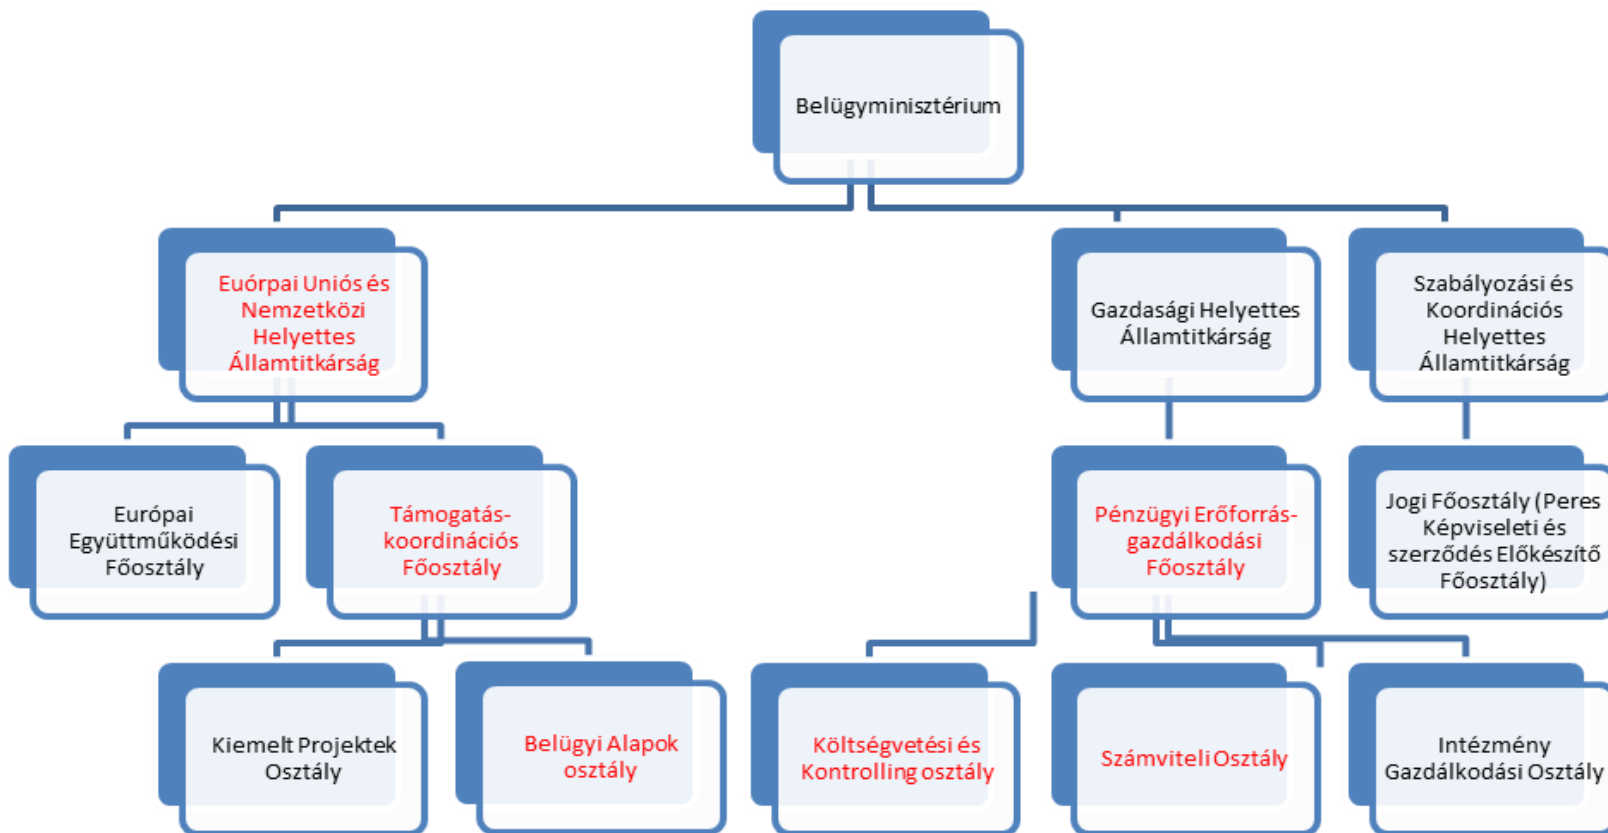 Belügyminisztérium
Euórpai Uniós és
Nemzetközi
Helyettes
Államtitkárság
Gazdasági Helyettes
Államtitkárság
Szabályozási és
Koordinációs
Helyettes
Államtitkárság
Európai
Együttműködési
Főosztály
Támogatás-
koordinációs
Főosztály
Pénzügyi Erőforrás-
gazdálkodási
Főosztály
Jogi Főosztály (Peres
Képviseleti és
szerződés Előkészítő
Főosztály)
Kiemelt Projektek
Osztály
Belügyi Alapok
osztály
Költségvetési és
Kontrolling osztály
Számviteli Osztály
Intézmény
Gazdálkodási Osztály